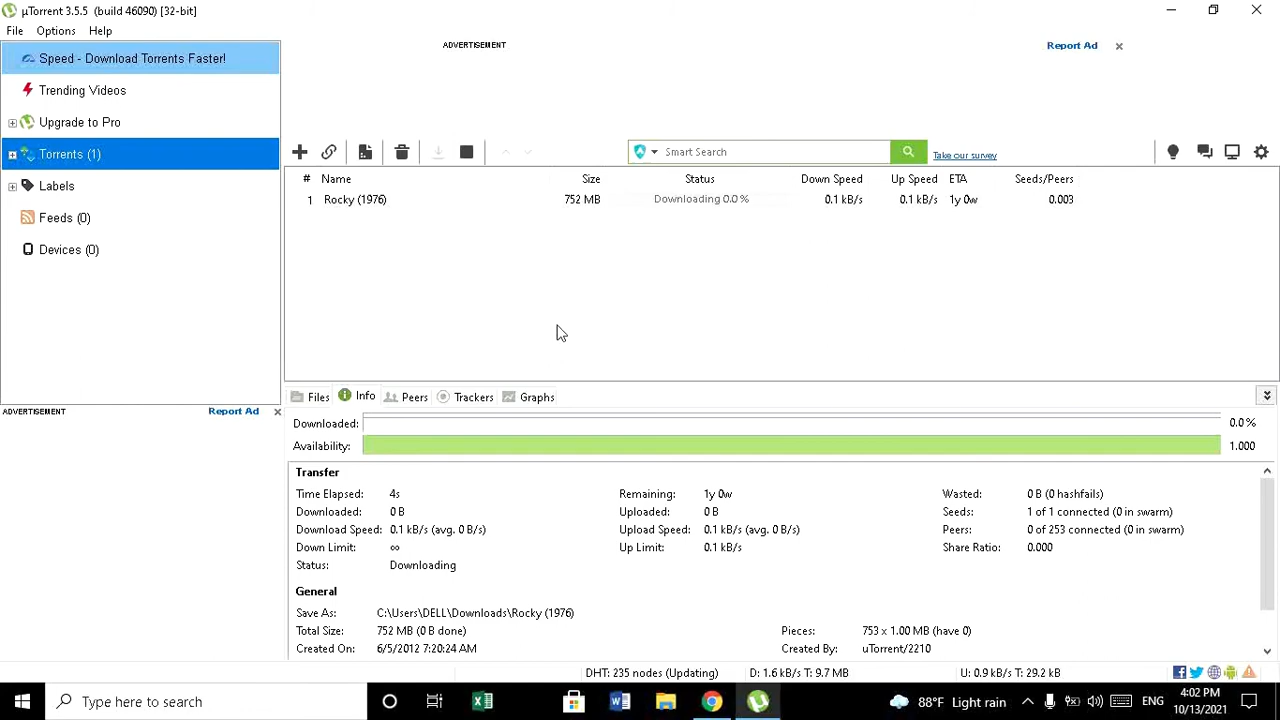 µTorrent 3.5.5 (build 46090) [32-bit]
File Options Help
Speed - Download Torrents Faster!
Trending Videos
Upgrade to Pro
Torrents (1)
Labels
Feeds (0)
Devices (0)
ADVERTISEMENT Report Ad
ADVERTISEMENT Report Ad
Smart Search Take our survey
# Name Size Status Down Speed Up Speed ETA Seeds/Peers
1 Rocky (1976) 752 MB Downloading 0.0 % 0.1 kB/s 0.1 kB/s 1y 0w 0.003
Files Info Peers Trackers Graphs
Downloaded: 0.0 %
Availability: 1.000
Transfer
Time Elapsed: 4s Remaining: 1y 0w Wasted: 0 B (0 hashfails)
Downloaded: 0 B Uploaded: 0 B Seeds: 1 of 1 connected (0 in swarm)
Download Speed: 0.1 kB/s (avg. 0 B/s) Upload Speed: 0.1 kB/s (avg. 0 B/s) Peers: 0 of 253 connected (0 in swarm)
Down Limit: ∞ Up Limit: 0.1 kB/s Share Ratio: 0.000
Status: Downloading
General
Save As: C:\Users\DELL\Downloads\Rocky (1976)
Total Size: 752 MB (0 B done) Pieces: 753 x 1.00 MB (have 0)
Created On: 6/5/2012 7:20:24 AM Created By: uTorrent/2210
DHT: 235 nodes (Updating) D: 1.6 kB/s T: 9.7 MB U: 0.9 kB/s T: 29.2 kB
Type here to search 88°F Light rain ENG 4:02 PM
10/13/2021